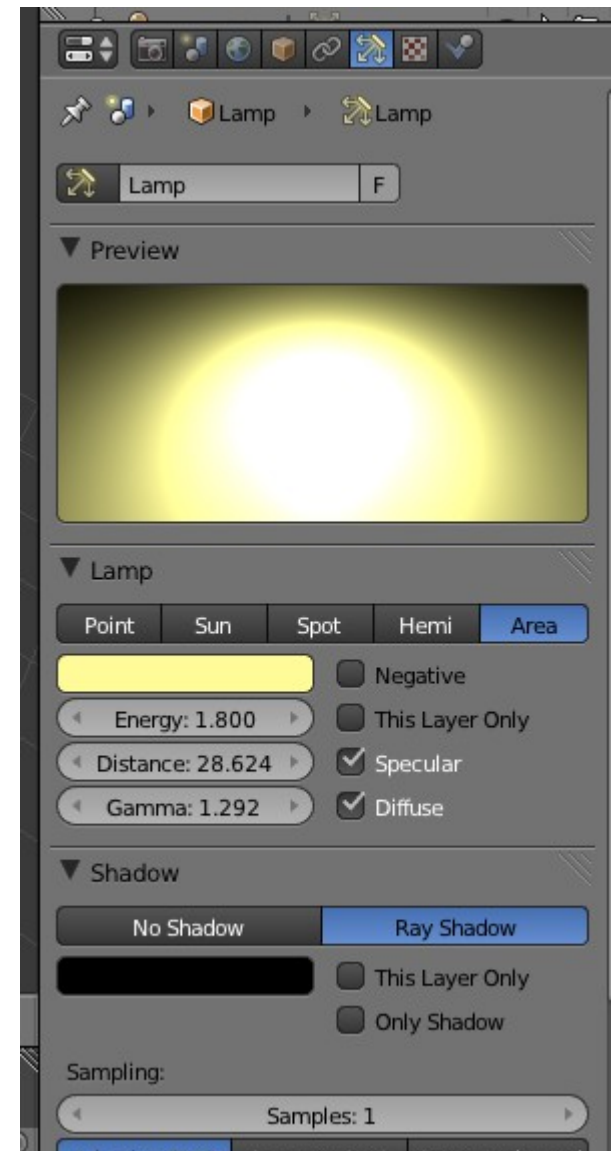 Lamp Lamp
Lamp F
Preview
Lamp
Point Sun Spot Hemi Area
Negative
Energy: 1.800 This Layer Only
Distance: 28.624 Specular
Gamma: 1.292 Diffuse
Shadow
No Shadow Ray Shadow
This Layer Only
Only Shadow
Sampling:
Samples: 1